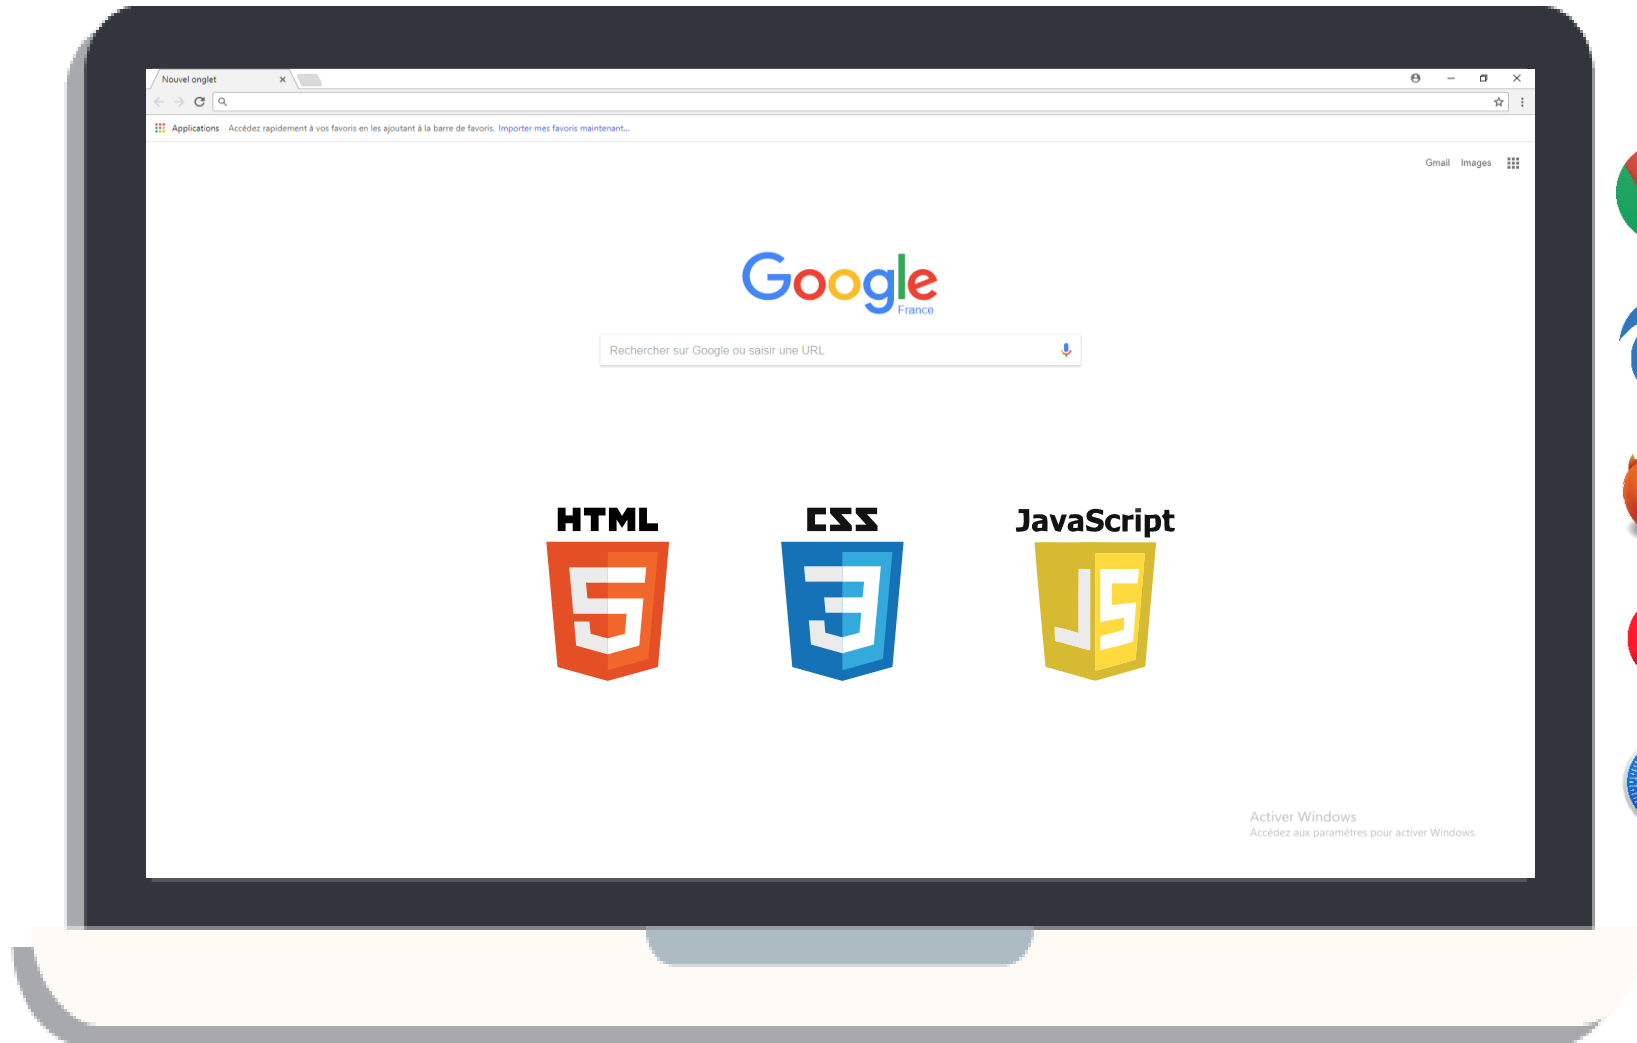 Nouvel onglet
Applications Accédez rapidement à vos favoris en les ajoutant à la barre de favoris. Importer mes favoris maintenant...
Gmail Images
Google
France
Rechercher sur Google ou saisir une URL
HTML CSS JavaScript
5 3 JS
Activer Windows
Accédez aux paramètres pour activer Windows.